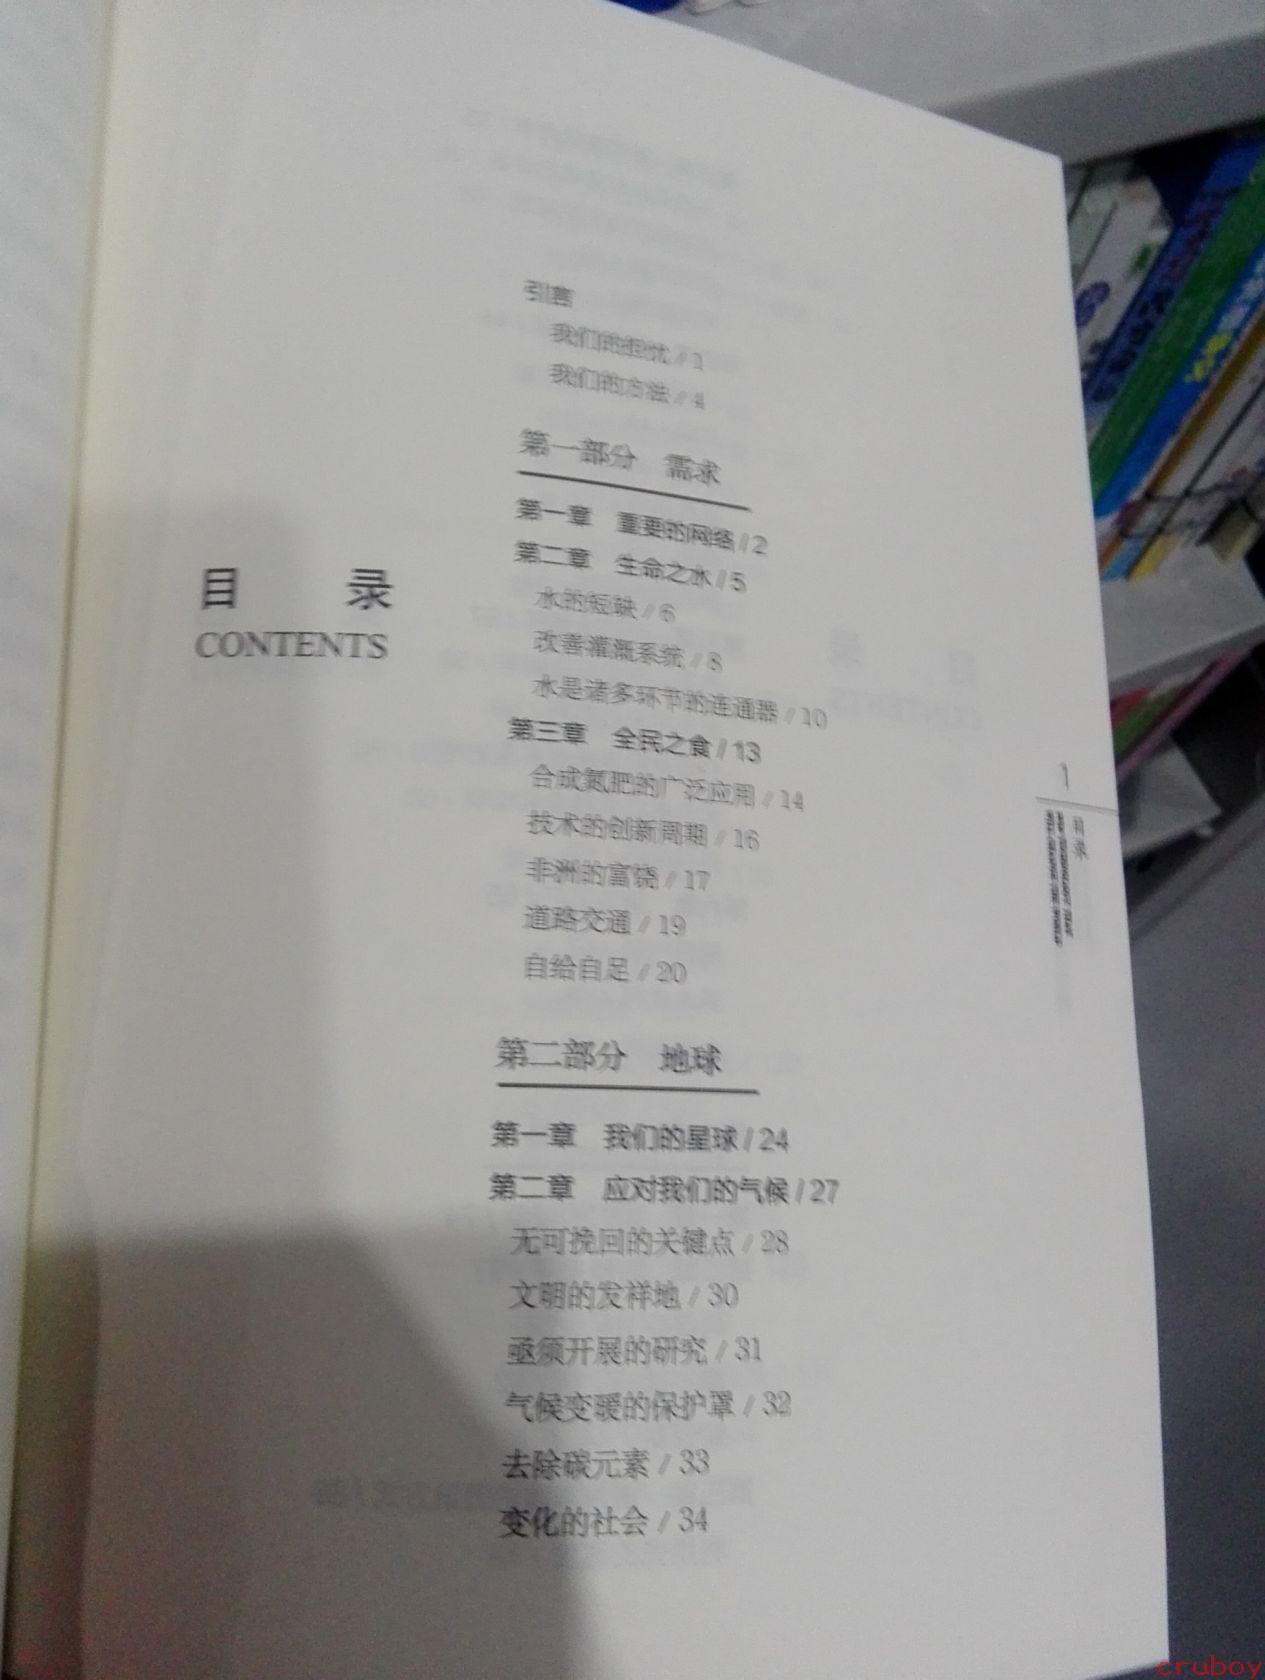 目 录
CONTENTS
引言
我们的担忧 / 1
我们的方法 / 4
第一部分 需求
第一章 重要的网络 / 2
第二章 生命之水 / 5
水的短缺 / 6
改善灌溉系统 / 8
水是诸多环节的连通器 / 10
第三章 全民之食 / 13
合成氮肥的广泛应用 / 14
技术的创新周期 / 16
非洲的富饶 / 17
道路交通 / 19
自给自足 / 20
第二部分 地球
第一章 我们的星球 / 24
第二章 应对我们的气候 / 27
无可挽回的关键点 / 28
文明的发祥地 / 30
亟须开展的研究 / 31
气候变暖的保护罩 / 32
去除碳元素 / 33
变化的社会 / 34
1
目录
cruboy